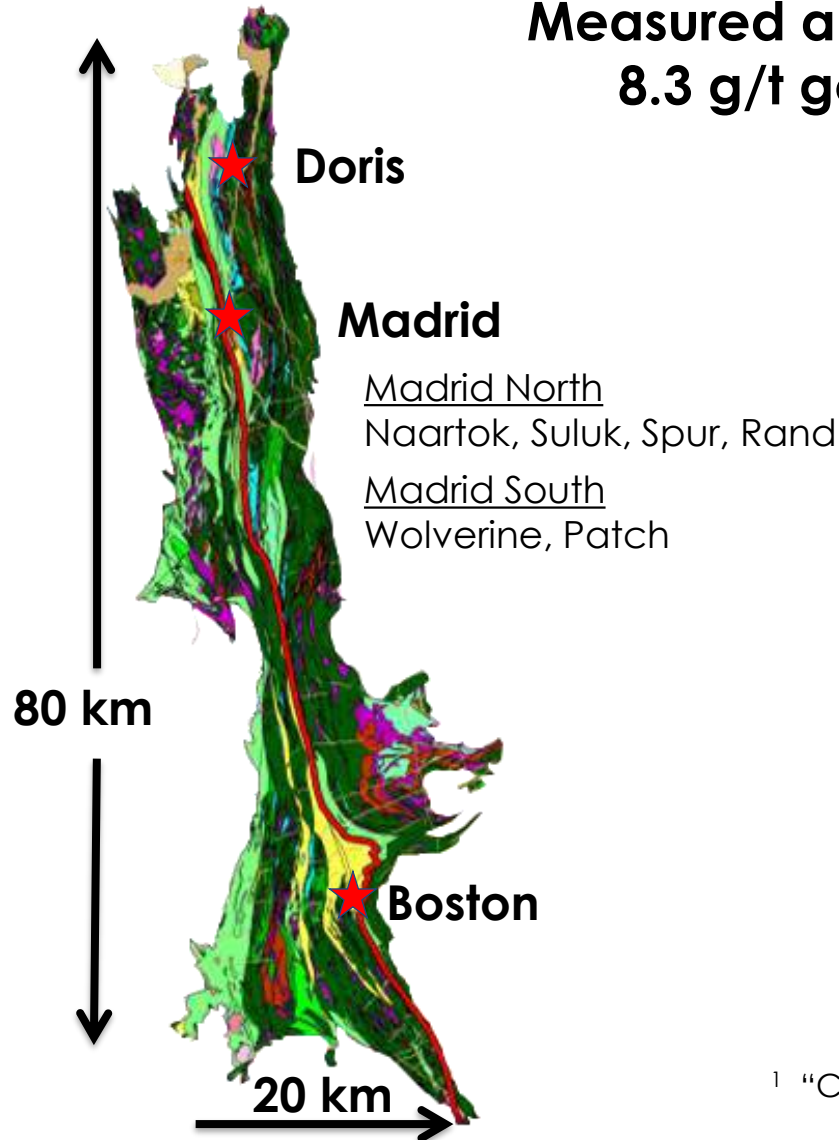 Measured a
8.3 g/t g
Doris
Madrid
Madrid North
Naartok, Suluk, Spur, Rand
Madrid South
Wolverine, Patch
80 km
Boston
20 km
1 “C